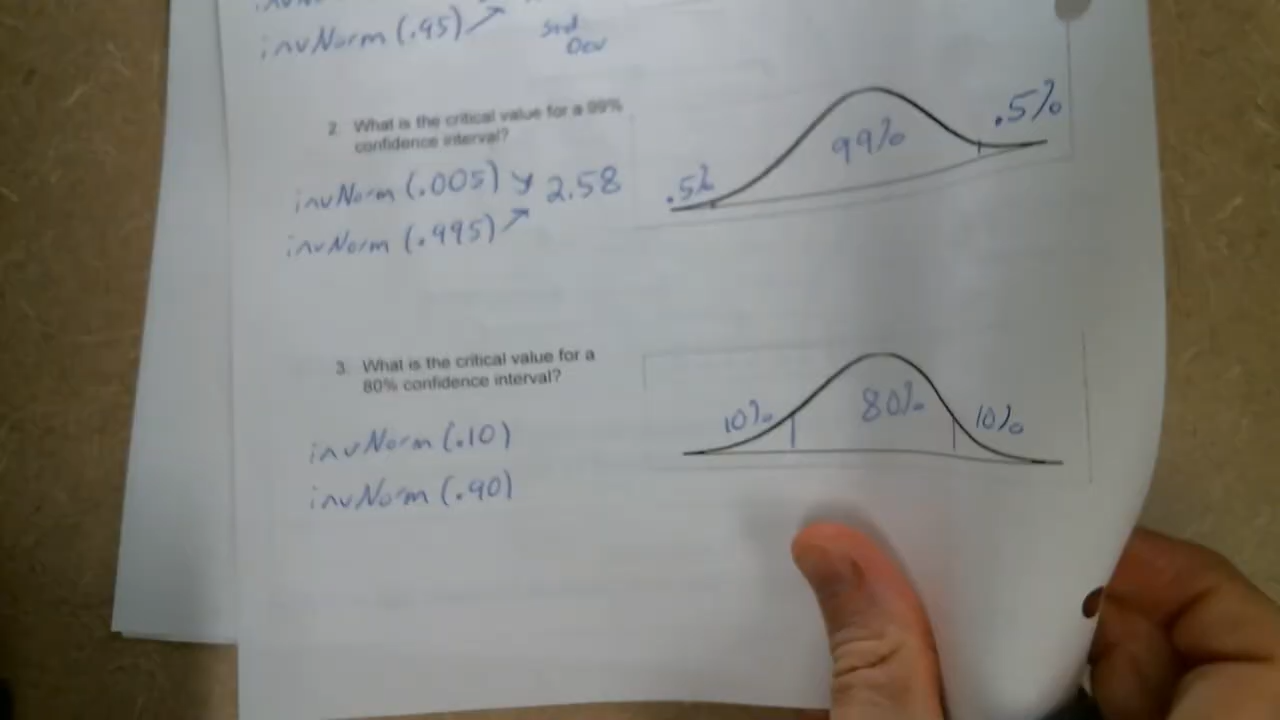 invNorm (.95)
Std
Dev
2. What is the critical value for a 99%
confidence interval?
invNorm (.005) 2.58
invNorm (.995)
.5%
99%
.5%
3. What is the critical value for a
80% confidence interval?
invNorm (.10)
invNorm (.90)
10%
80%
10%